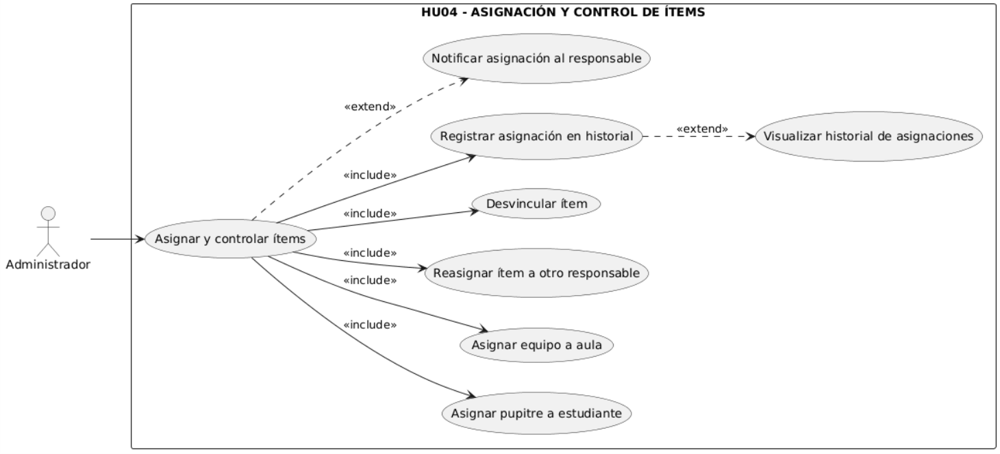 HU04 - ASIGNACIÓN Y CONTROL DE ÍTEMS
Notificar asignación al responsable
«extend»
Registrar asignación en historial
«extend»
Visualizar historial de asignaciones
«include»
Desvincular ítem
«include»
Asignar y controlar ítems
Administrador
«include»
Reasignar ítem a otro responsable
«include»
Asignar equipo a aula
«include»
Asignar pupitre a estudiante